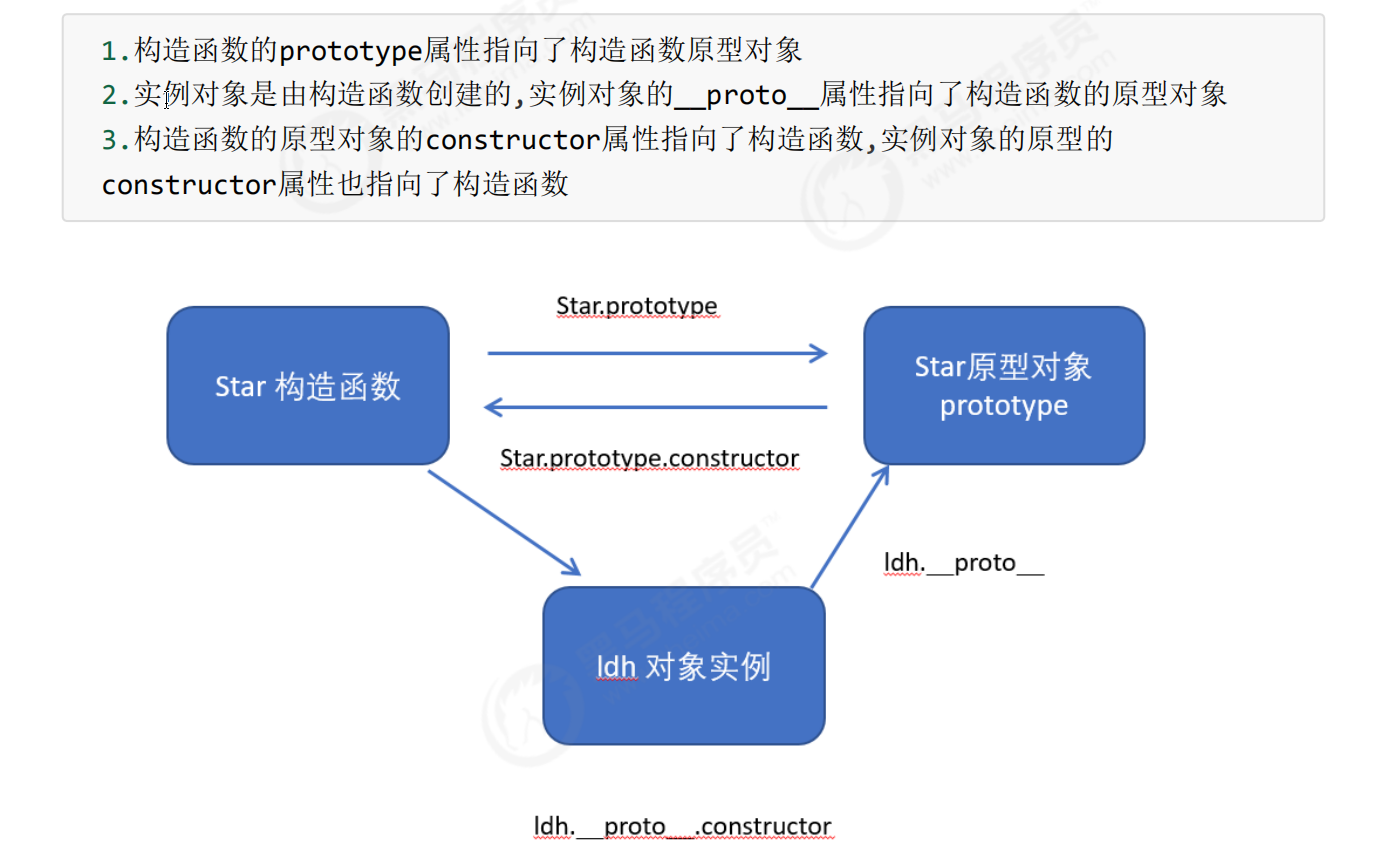 1.构造函数的prototype属性指向了构造函数原型对象
2.实例对象是由构造函数创建的,实例对象的__proto__属性指向了构造函数的原型对象
3.构造函数的原型对象的constructor属性指向了构造函数,实例对象的原型的
constructor属性也指向了构造函数
Star.prototype
Star 构造函数
Star原型对象
prototype
Star.prototype.constructor
ldh.__proto__
ldh 对象实例
ldh.__proto__.constructor
黑马程序员